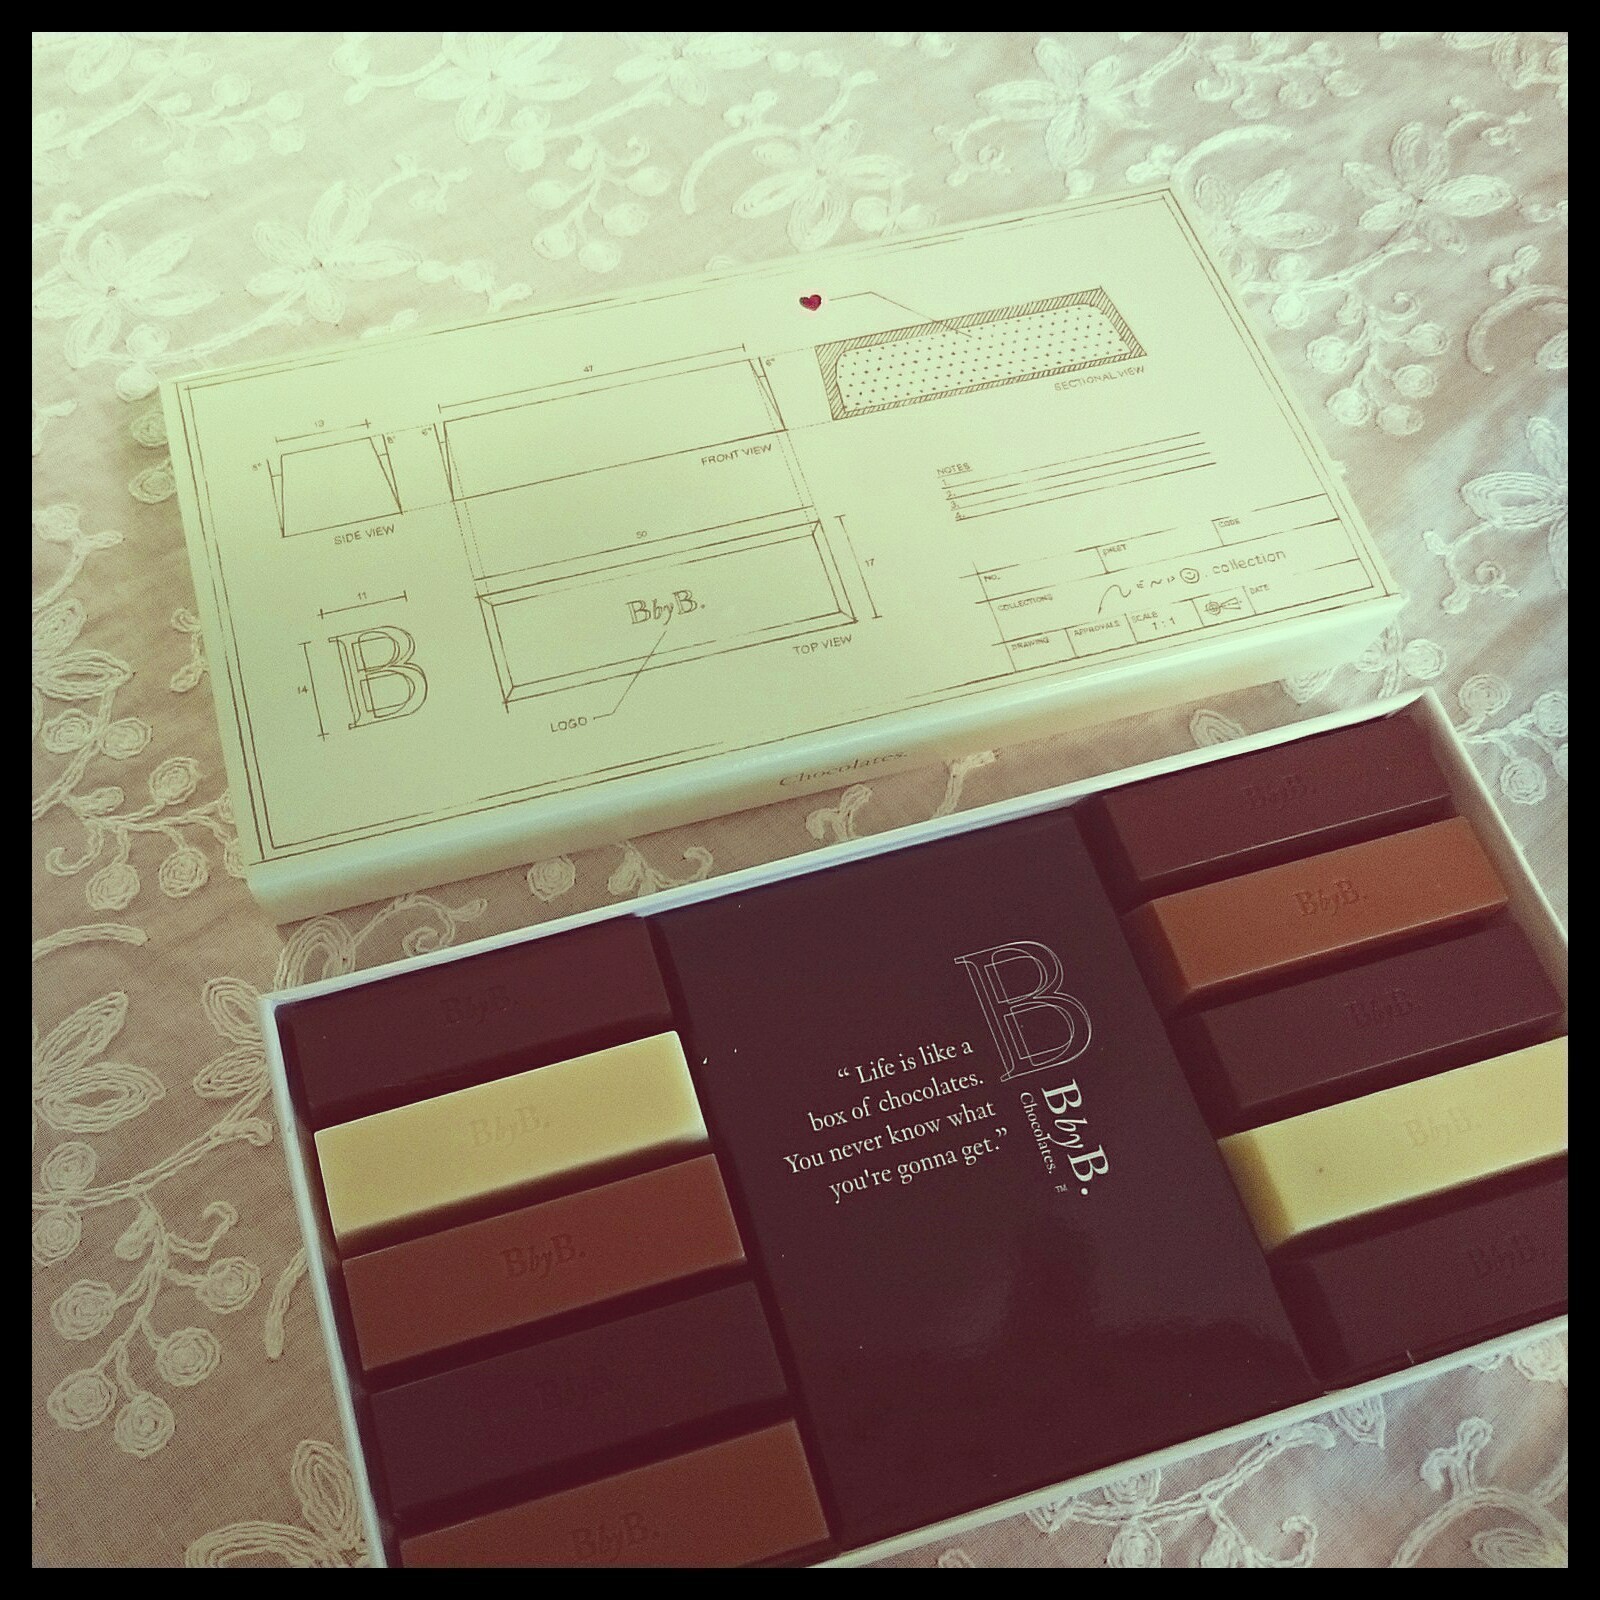 47
6°
6°
SECTIONAL VIEW
13
8°
8°
FRONT VIEW
SIDE VIEW
NOTES
1.
2.
3.
4.
50
17
CODE
SHEET
NO.
COLLECTIONS
collection
11
BbyB.
TOP VIEW
DRAWING
APPROVALS
SCALE
1:1
DATE
14
B
LOGO
Chocolates.
BbyB.
BbyB.
BbyB.
BbyB.
BbyB.
B
BbyB.
Chocolates. ™
“Life is like a
box of chocolates.
You never know what
you're gonna get.”
BbyB.
BbyB.
BbyB.
BbyB.